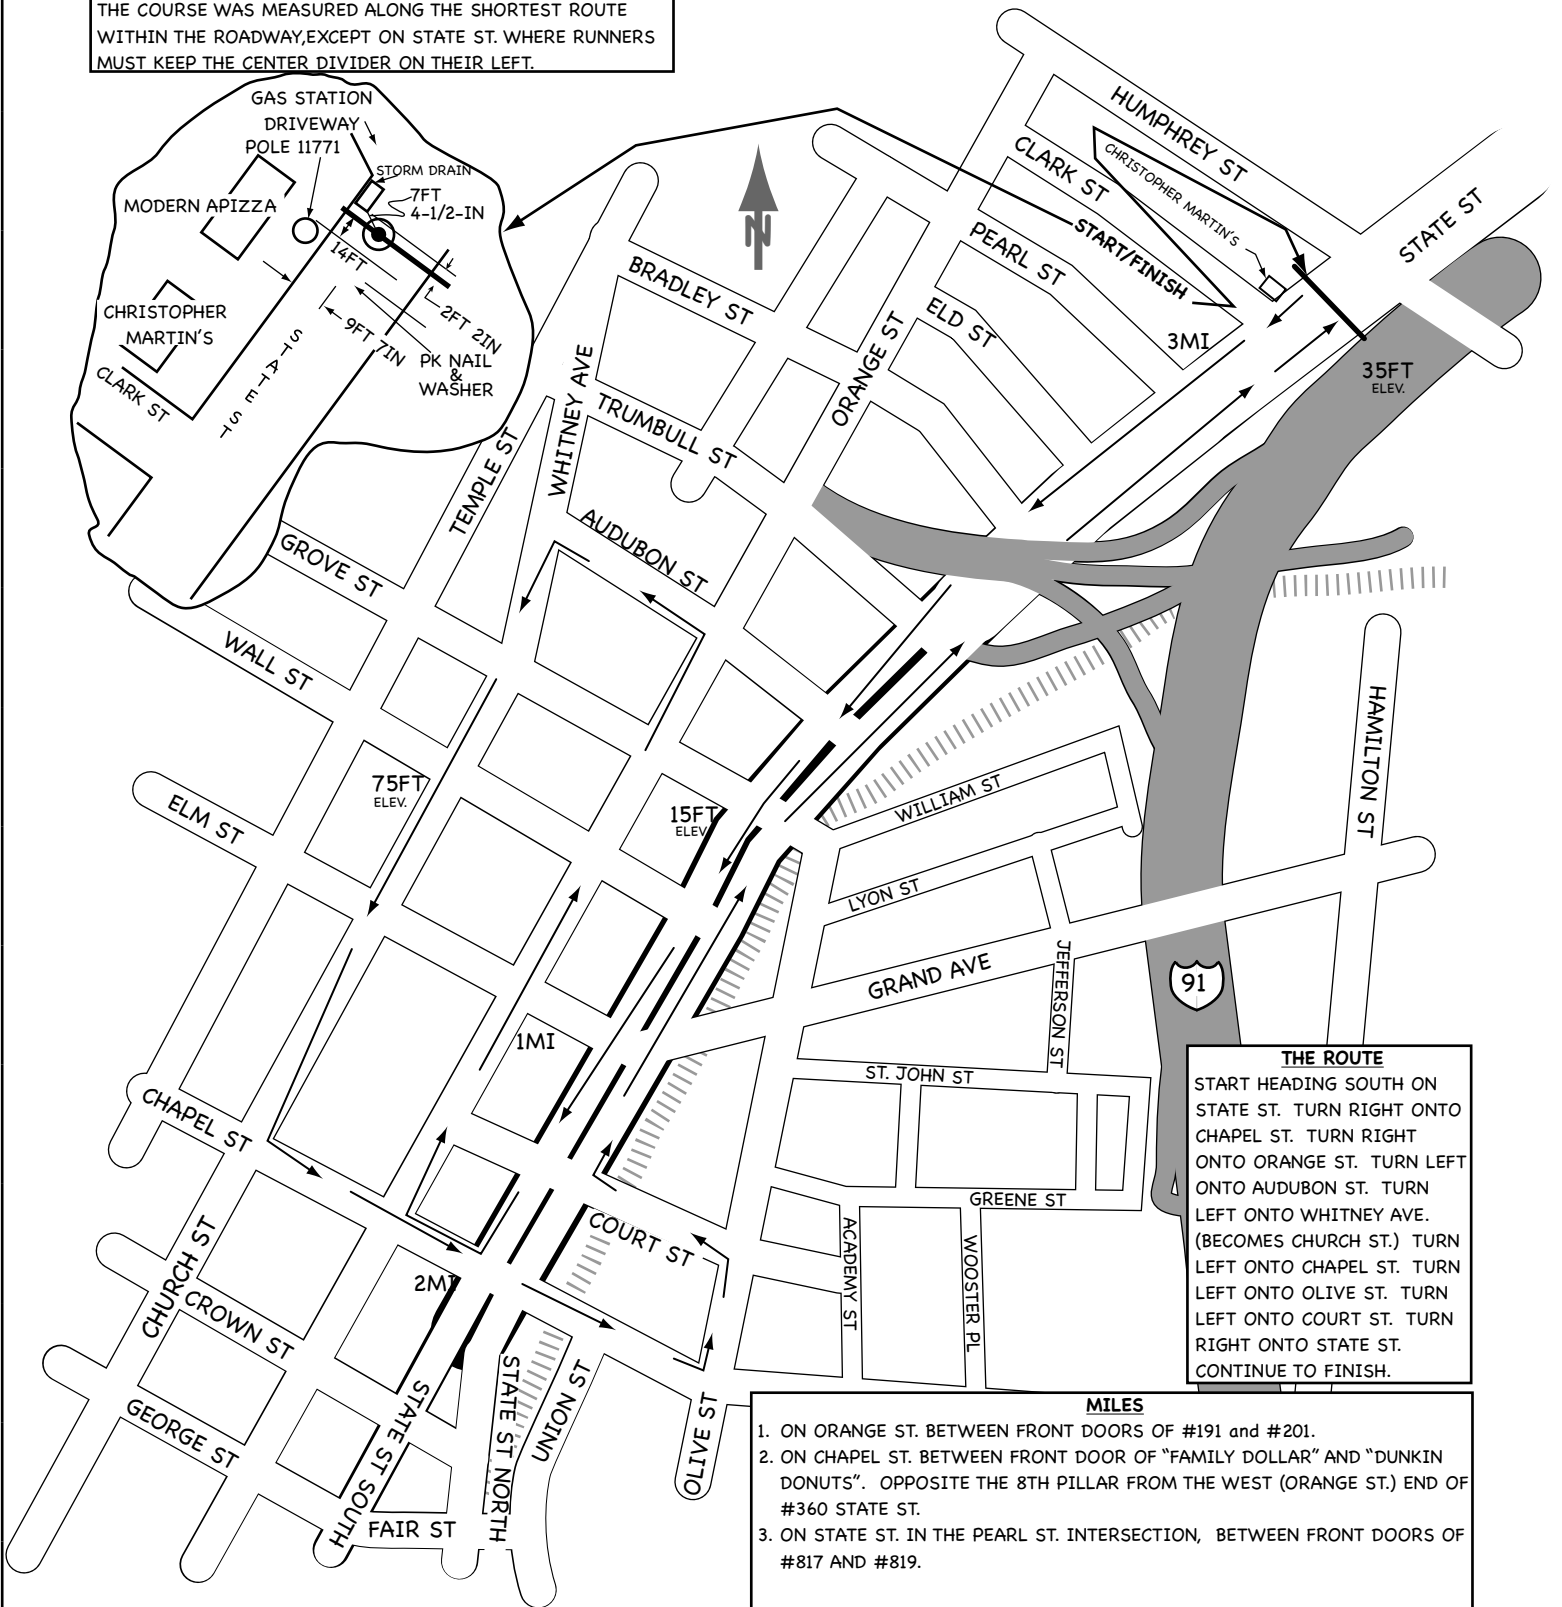 THE COURSE WAS MEASURED ALONG THE SHORTEST ROUTE
WITHIN THE ROADWAY,EXCEPT ON STATE ST. WHERE RUNNERS
MUST KEEP THE CENTER DIVIDER ON THEIR LEFT.
GAS STATION
DRIVEWAY
POLE 11771
STORM DRAIN
7FT
4-1/2-IN
MODERN APIZZA
14FT
2FT 2IN
9FT 7IN
CHRISTOPHER
MARTIN'S
PK NAIL
&
WASHER
CLARK ST
STATE ST
N
HUMPHREY ST
CLARK ST
CHRISTOPHER MARTIN'S
STATE ST
START/FINISH
PEARL ST
ELD ST
3MI
35FT
ELEV.
BRADLEY ST
ORANGE ST
WHITNEY AVE
TRUMBULL ST
TEMPLE ST
AUDUBON ST
GROVE ST
WALL ST
HAMILTON ST
75FT
ELEV.
15FT
ELEV.
ELM ST
WILLIAM ST
LYON ST
GRAND AVE
JEFFERSON ST
91
1MI
ST. JOHN ST
CHAPEL ST
GREENE ST
COURT ST
ACADEMY ST
WOOSTER PL
CHURCH ST
2MI
CROWN ST
GEORGE ST
STATE ST SOUTH
STATE ST NORTH
UNION ST
OLIVE ST
FAIR ST
THE ROUTE
START HEADING SOUTH ON
STATE ST. TURN RIGHT ONTO
CHAPEL ST. TURN RIGHT
ONTO ORANGE ST. TURN LEFT
ONTO AUDUBON ST. TURN
LEFT ONTO WHITNEY AVE.
(BECOMES CHURCH ST.) TURN
LEFT ONTO CHAPEL ST. TURN
LEFT ONTO OLIVE ST. TURN
LEFT ONTO COURT ST. TURN
RIGHT ONTO STATE ST.
CONTINUE TO FINISH.
MILES
1. ON ORANGE ST. BETWEEN FRONT DOORS OF #191 and #201.
2. ON CHAPEL ST. BETWEEN FRONT DOOR OF "FAMILY DOLLAR" AND "DUNKIN
DONUTS". OPPOSITE THE 8TH PILLAR FROM THE WEST (ORANGE ST.) END OF
#360 STATE ST.
3. ON STATE ST. IN THE PEARL ST. INTERSECTION, BETWEEN FRONT DOORS OF
#817 AND #819.